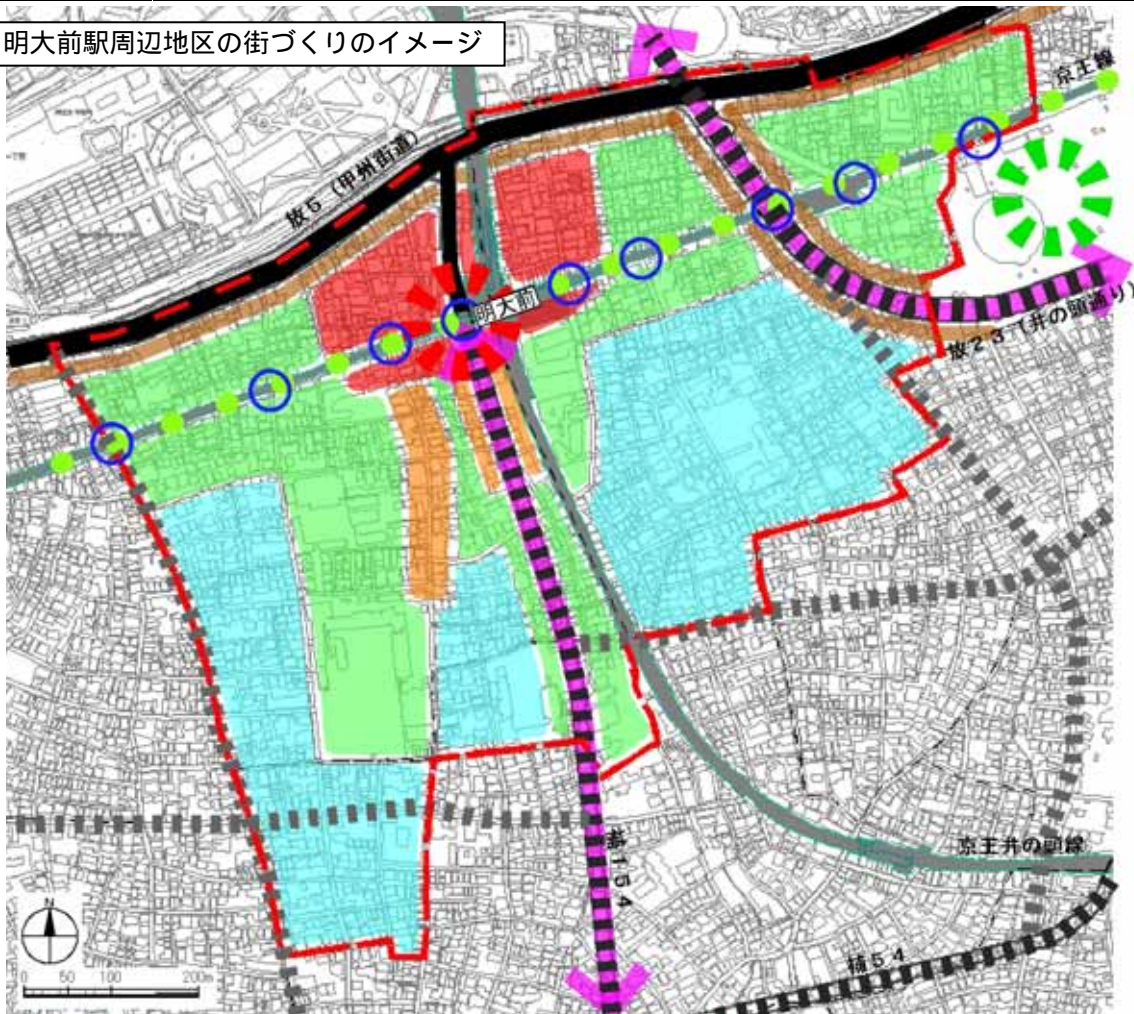 明大前駅周辺地区の街づくりのイメージ
京王線
放5（甲州街道）
明大前
放23（井の頭通り）
補154
京王井の頭線
補54
N
0 50 100 200m